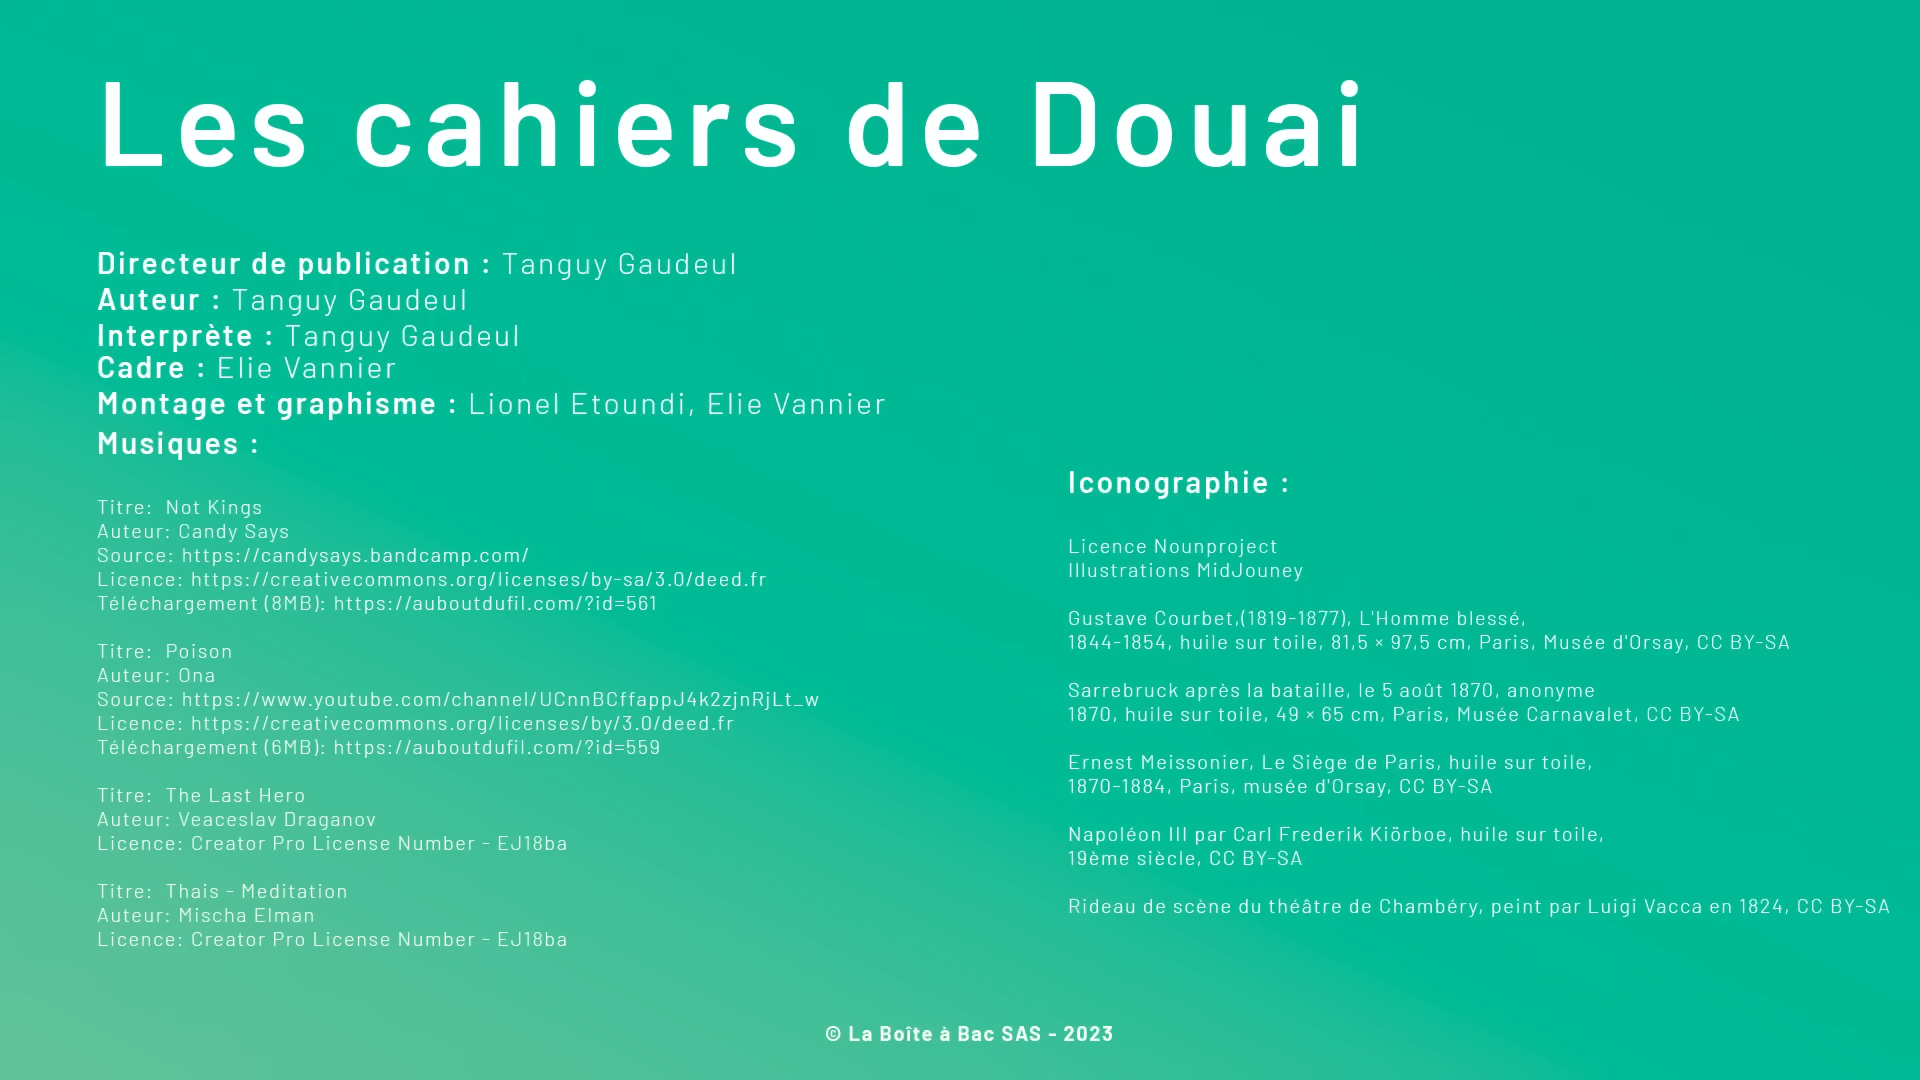 Les cahiers de Douai
Directeur de publication : Tanguy Gaudeul
Auteur : Tanguy Gaudeul
Interprète : Tanguy Gaudeul
Cadre : Elie Vannier
Montage et graphisme : Lionel Etoundi, Elie Vannier
Musiques :
Titre: Not Kings
Auteur: Candy Says
Source: https://candysays.bandcamp.com/
Licence: https://creativecommons.org/licenses/by-sa/3.0/deed.fr
Téléchargement (8MB): https://auboutdufil.com/?id=561
Titre: Poison
Auteur: Ona
Source: https://www.youtube.com/channel/UCnnBCffappJ4k2zjnRjLt_w
Licence: https://creativecommons.org/licenses/by/3.0/deed.fr
Téléchargement (6MB): https://auboutdufil.com/?id=559
Titre: The Last Hero
Auteur: Veaceslav Draganov
Licence: Creator Pro License Number - EJ18ba
Titre: Thais - Meditation
Auteur: Mischa Elman
Licence: Creator Pro License Number - EJ18ba
Iconographie :
Licence Nounproject
Illustrations MidJouney
Gustave Courbet,(1819-1877), L'Homme blessé,
1844-1854, huile sur toile, 81,5 × 97,5 cm, Paris, Musée d'Orsay, CC BY-SA
Sarrebruck après la bataille, le 5 août 1870, anonyme
1870, huile sur toile, 49 × 65 cm, Paris, Musée Carnavalet, CC BY-SA
Ernest Meissonier, Le Siège de Paris, huile sur toile,
1870-1884, Paris, musée d'Orsay, CC BY-SA
Napoléon III par Carl Frederik Kiörboe, huile sur toile,
19ème siècle, CC BY-SA
Rideau de scène du théâtre de Chambéry, peint par Luigi Vacca en 1824, CC BY-SA
© La Boîte à Bac SAS - 2023